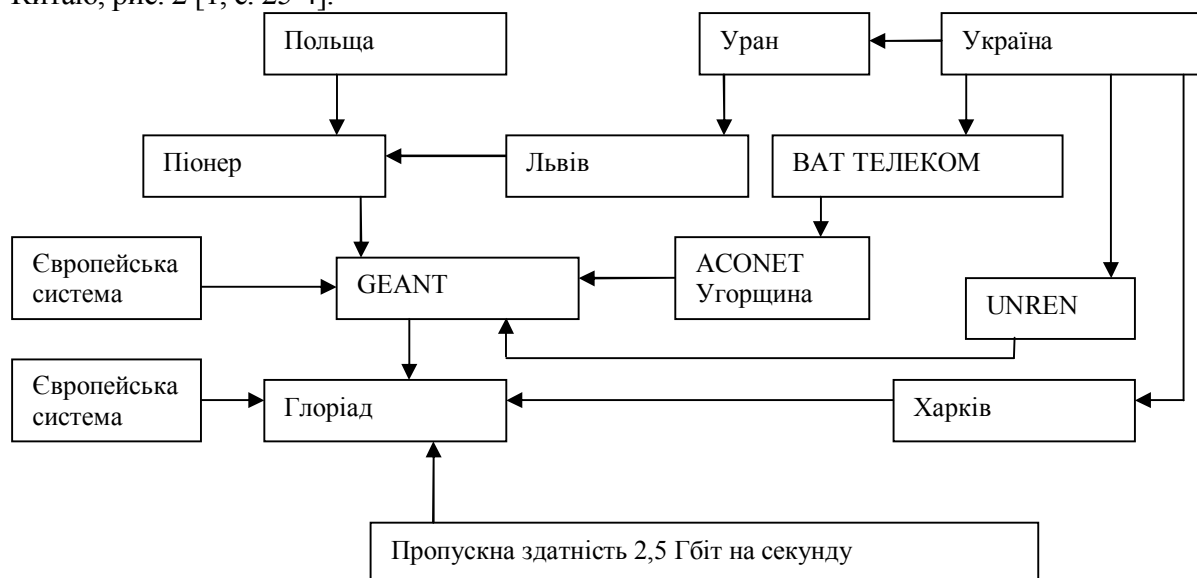 Китаю, рис. 2 [1, с. 23-4].
Польща
Уран
Україна
Піонер
Львів
ВАТ ТЕЛЕКОМ
Європейська
система
GEANT
ACONET
Угорщина
UNREN
Європейська
система
Глоріад
Харків
Пропускна здатність 2,5 Гбіт на секунду